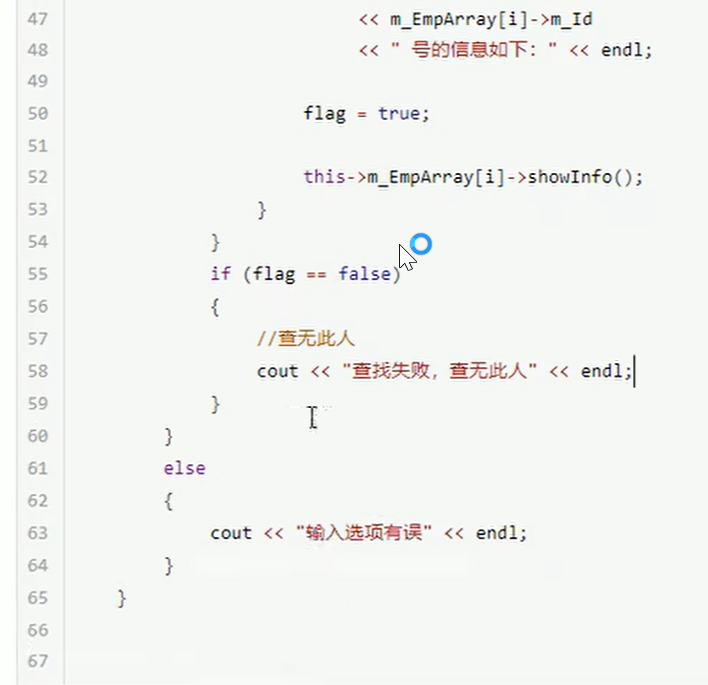 47 << m_EmpArray[i]->m_Id
48 << " 号的信息如下：" << endl;
49
50 flag = true;
51
52 this->m_EmpArray[i]->showInfo();
53 }
54 }
55 if (flag == false)
56 {
57 //查无此人
58 cout << "查找失败，查无此人" << endl;
59 }
60 }
61 else
62 {
63 cout << "输入选项有误" << endl;
64 }
65 }
66
67